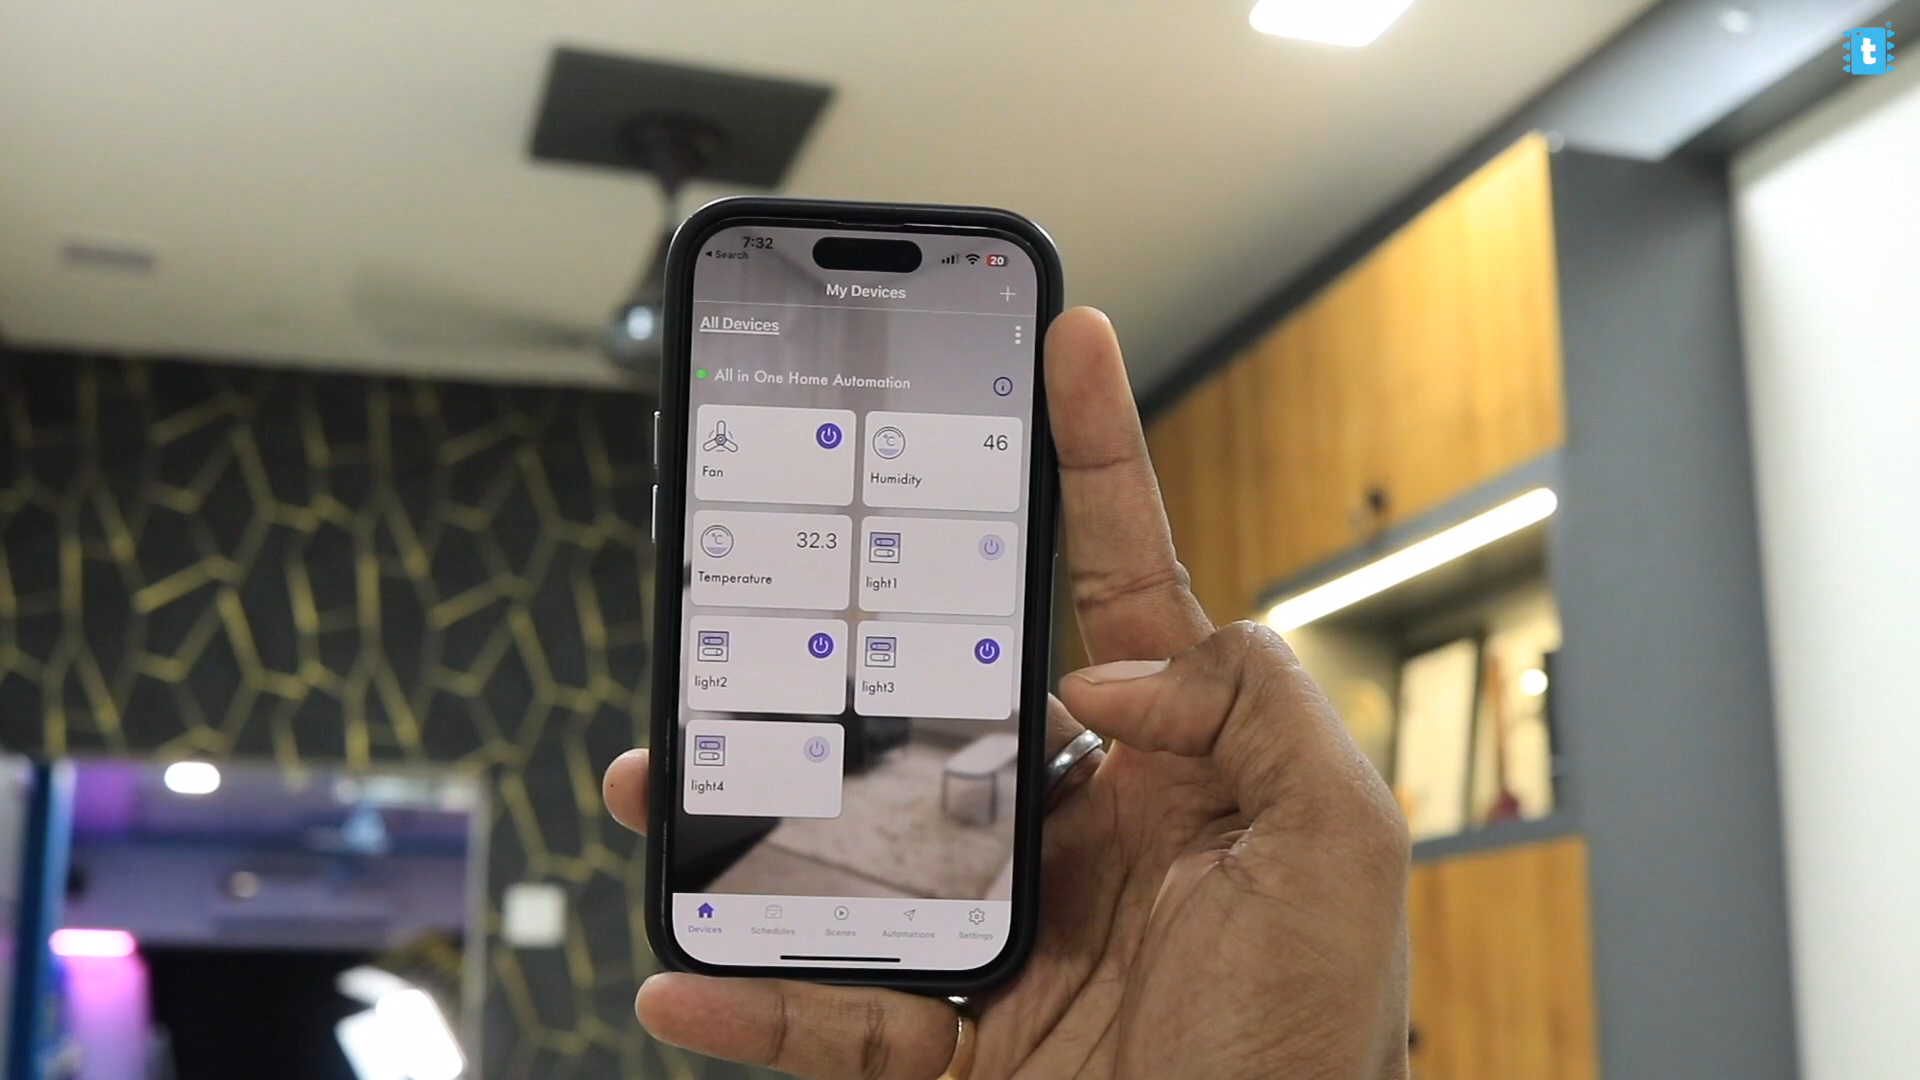 7:32
20
Search
My Devices
+
All Devices
All in One Home Automation
Fan
°C
46
Humidity
°C
32.3
Temperature
light1
light2
light3
light4
Devices
Schedules
Scenes
Automations
Settings
t